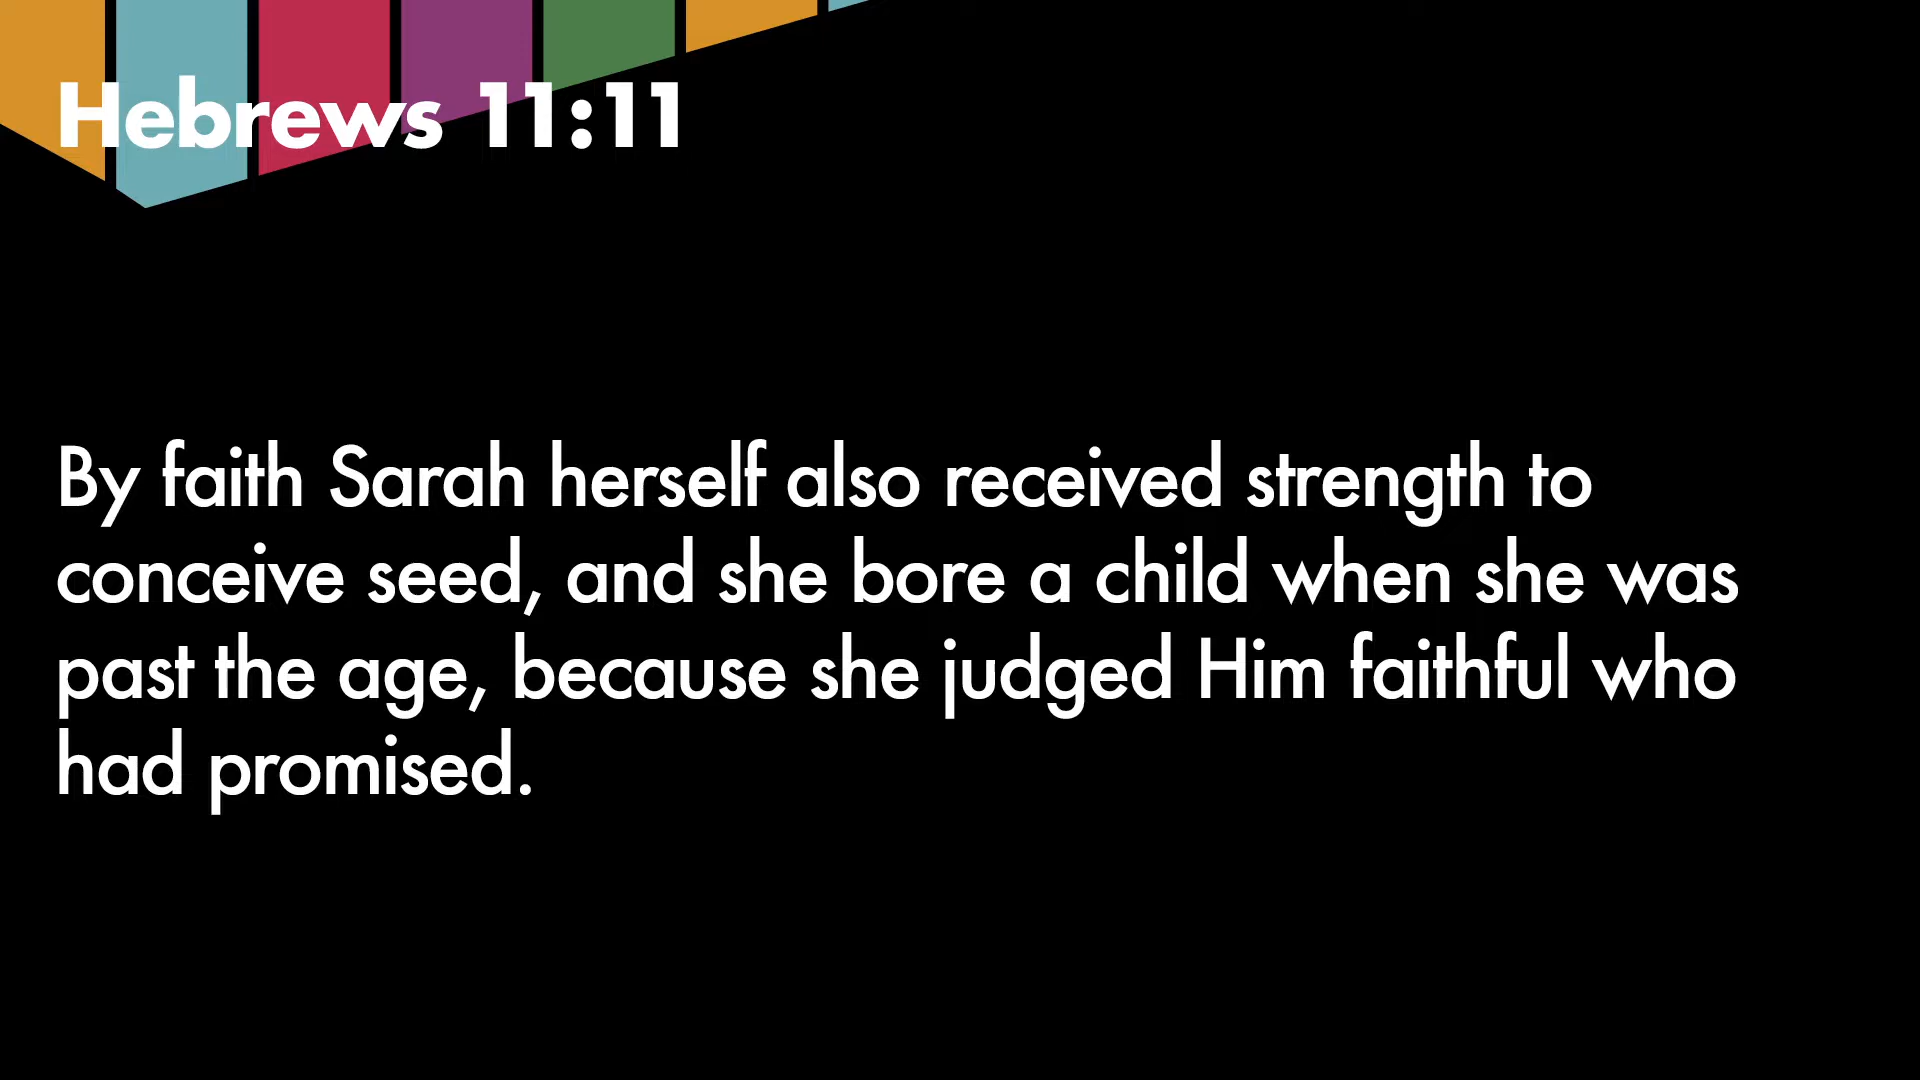 Hebrews 11:11
By faith Sarah herself also received strength to
conceive seed, and she bore a child when she was
past the age, because she judged Him faithful who
had promised.